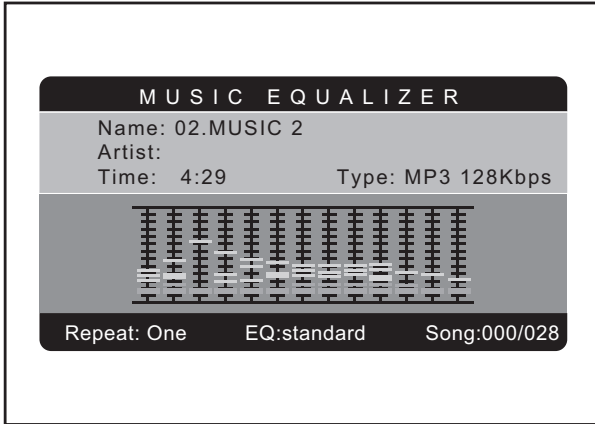 MUSIC EQUALIZER
Name: 02.MUSIC 2
Artist:
Time: 4:29 Type: MP3 128Kbps
Repeat: One EQ:standard Song:000/028